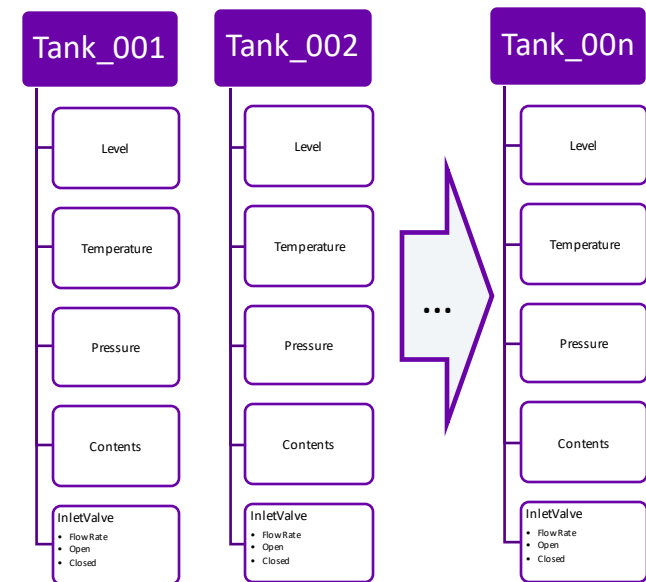 Tank_001
Level
Temperature
Pressure
Contents
InletValve
• FlowRate
• Open
• Closed
Tank_002
Level
Temperature
Pressure
Contents
InletValve
• FlowRate
• Open
• Closed
...
Tank_00n
Level
Temperature
Pressure
Contents
InletValve
• FlowRate
• Open
• Closed